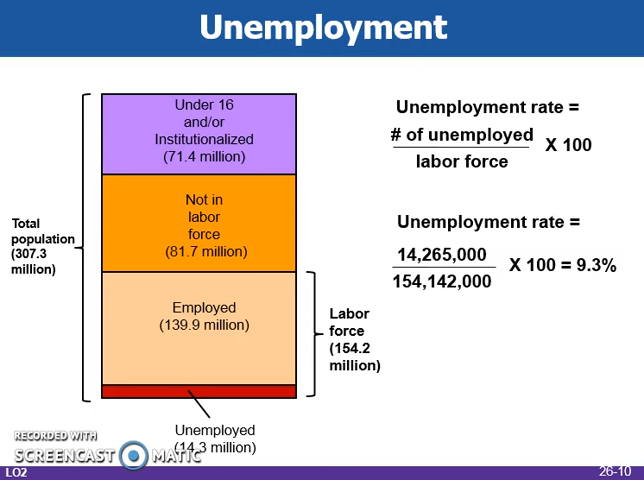 Unemployment
Under 16
and/or
Institutionalized
(71.4 million)
Not in
labor
force
(81.7 million)
Employed
(139.9 million)
Total
population
(307.3
million)
Labor
force
(154.2
million)
Unemployed
(14.3 million)
Unemployment rate =
# of unemployed
labor force
X 100
Unemployment rate =
14,265,000
154,142,000
X 100 = 9.3%
RECORDED WITH
SCREENCAST MATIC
LO2
26-10